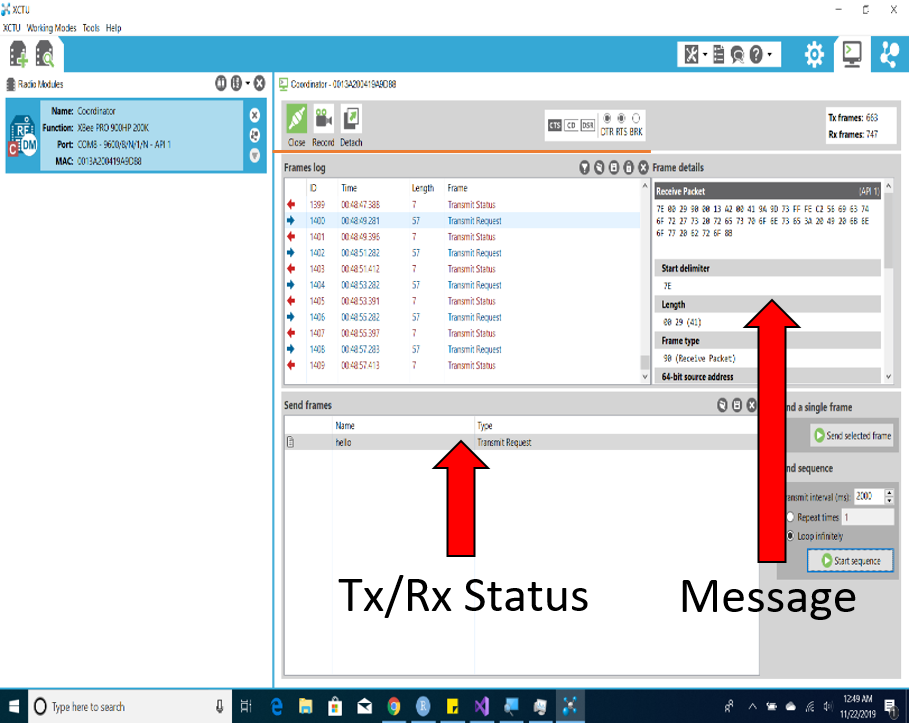 XCTU
XCTU Working Modes Tools Help
Radio Modules
Name: Coordinator
Function: XBee PRO 900HP 200K
Port: COM8 - 9600/8/N/1/N - API 1
MAC: 0013A200419A9D88
Coordinator - 0013A200419A9D88
Close Record Detach
CTS CD DSR DTR RTS BRK
Tx frames: 663
Rx frames: 747
Frames log
ID Time Length Frame
1399 00:48:47.388 7 Transmit Status
1400 00:48:49.281 57 Transmit Request
1401 00:48:49.396 7 Transmit Status
1402 00:48:51.282 57 Transmit Request
1403 00:48:51.412 7 Transmit Status
1404 00:48:53.282 57 Transmit Request
1405 00:48:53.391 7 Transmit Status
1406 00:48:55.282 57 Transmit Request
1407 00:48:55.397 7 Transmit Status
1408 00:48:57.283 57 Transmit Request
1409 00:48:57.413 7 Transmit Status
Frame details
Receive Packet (API 1)
7E 00 29 90 00 13 A2 00 41 9A 9D 73 FF FE C2 56 69 63 74
6F 72 27 73 20 72 65 73 70 6F 6E 73 65 3A 20 49 20 6B 6E
6F 77 20 62 72 6F 8B
Start delimiter
7E
Length
00 29 (41)
Frame type
90 (Receive Packet)
64-bit source address
Send frames
Name Type
hello Transmit Request
nd a single frame
Send selected frame
nd sequence
ansmit interval (ms): 2000
Repeat times 1
Loop infinitely
Start sequence
Tx/Rx Status
Message
Type here to search
12:49 AM
11/22/2019